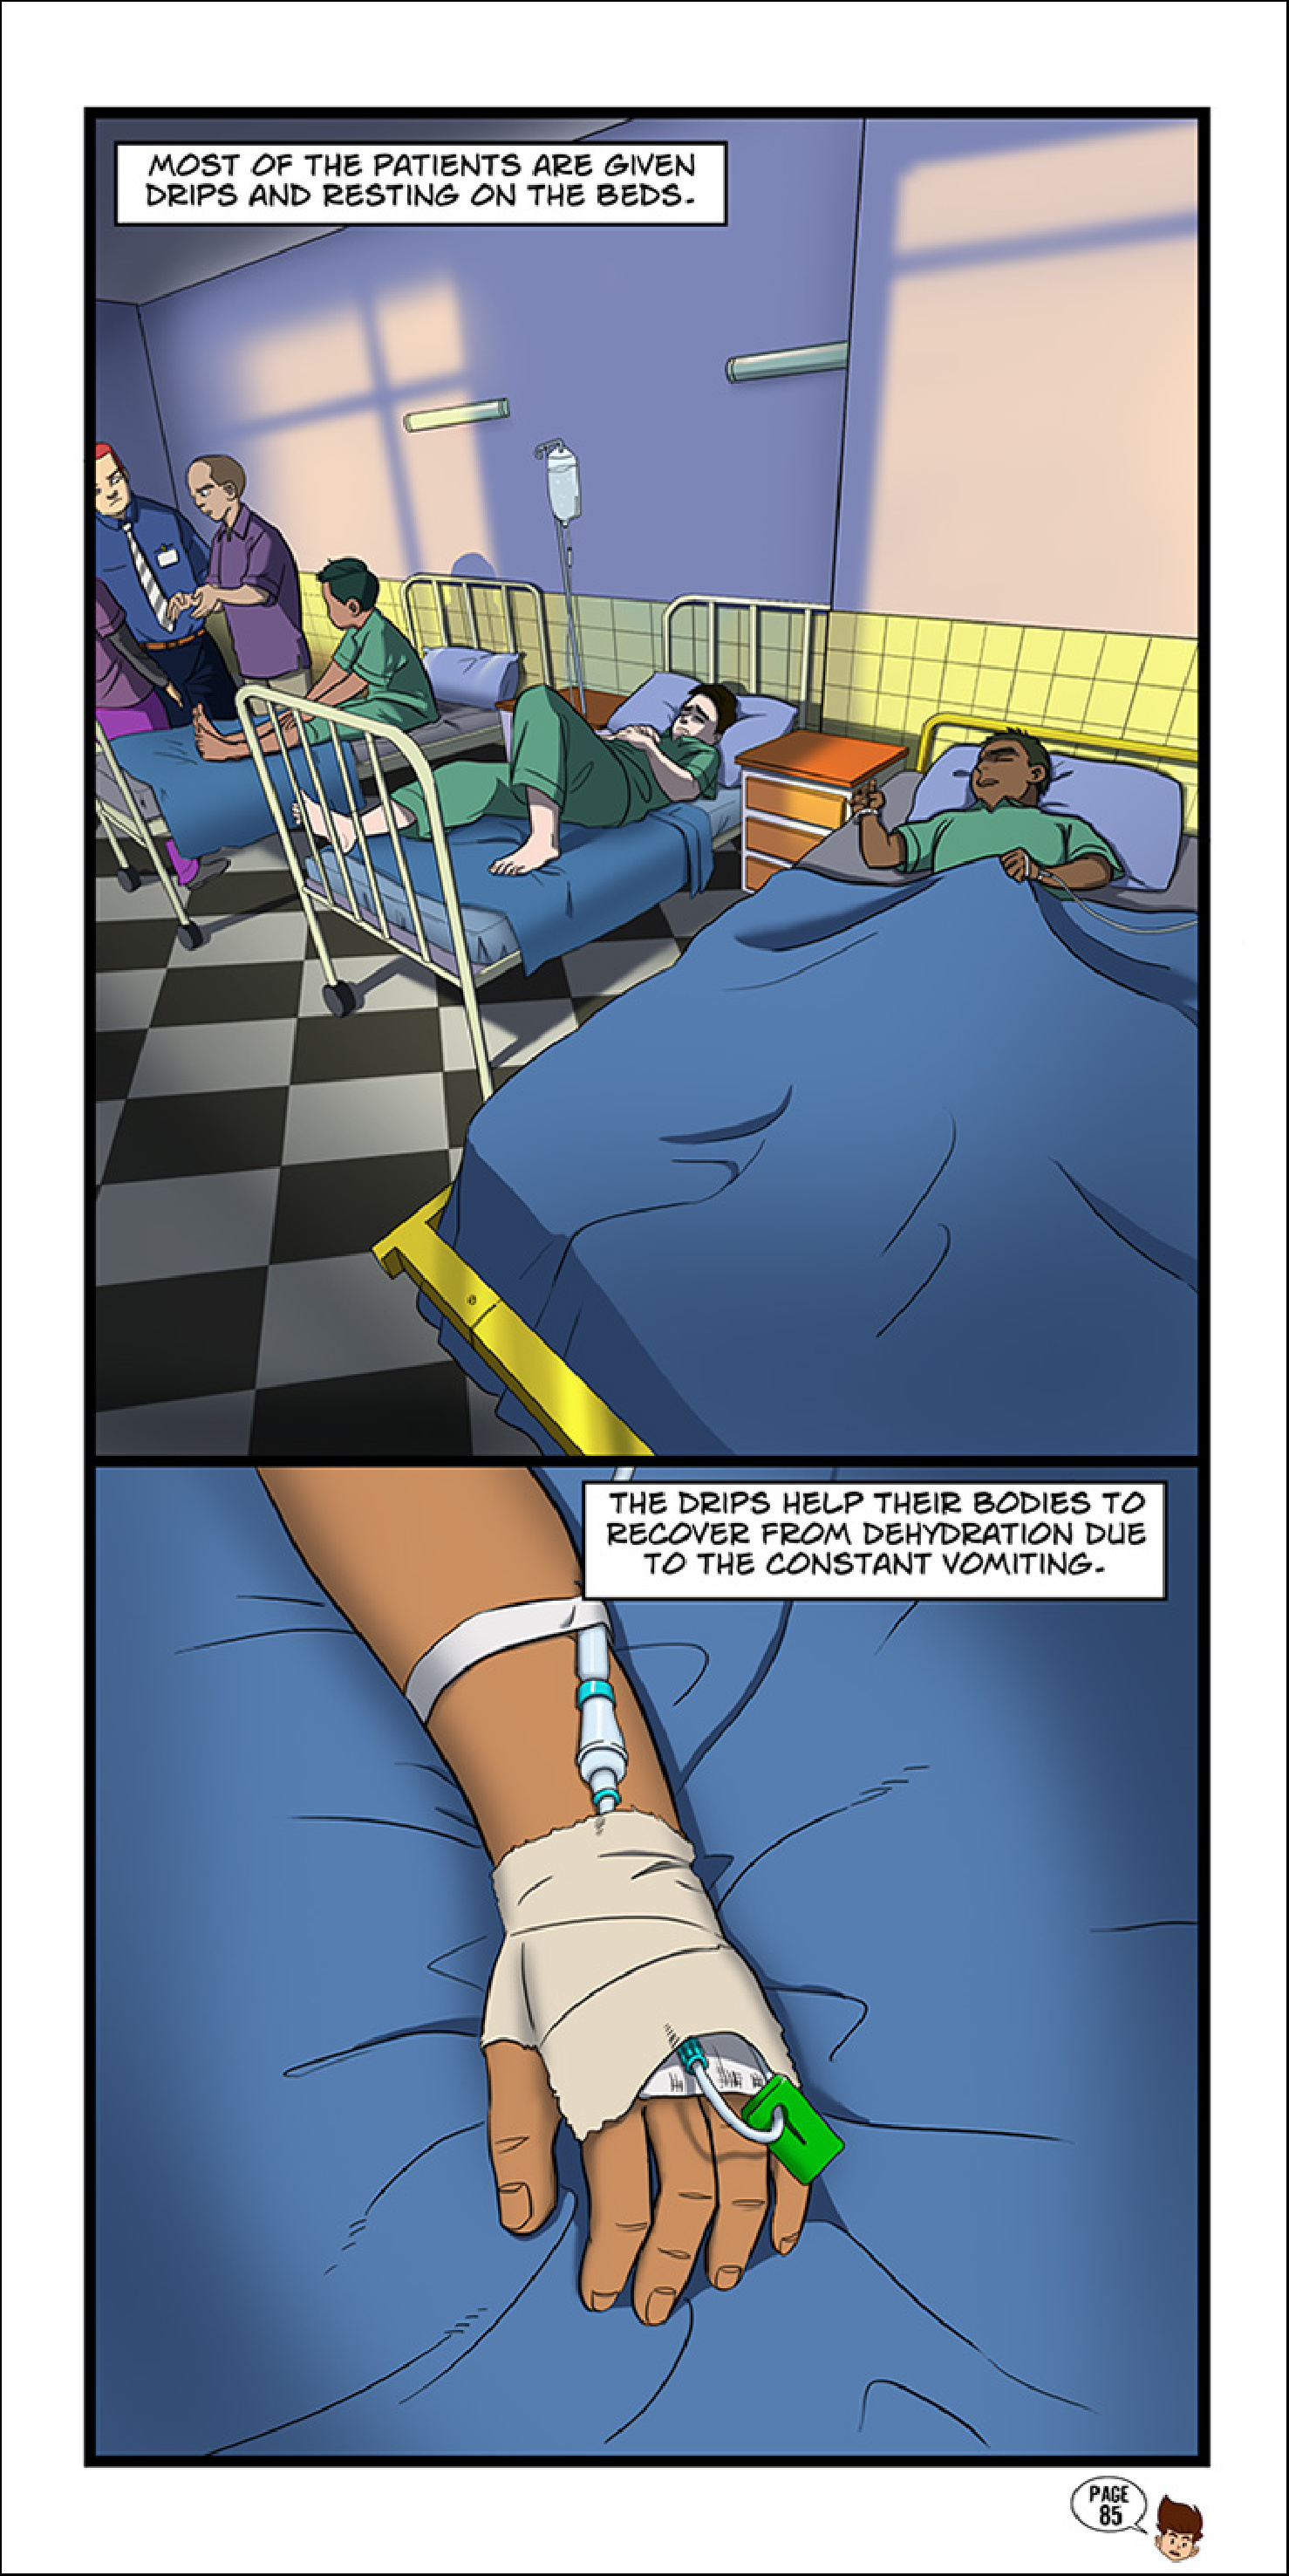 MOST OF THE PATIENTS ARE GIVEN
DRIPS AND RESTING ON THE BEDS.
THE DRIPS HELP THEIR BODIES TO
RECOVER FROM DEHYDRATION DUE
TO THE CONSTANT VOMITING.
PAGE
85